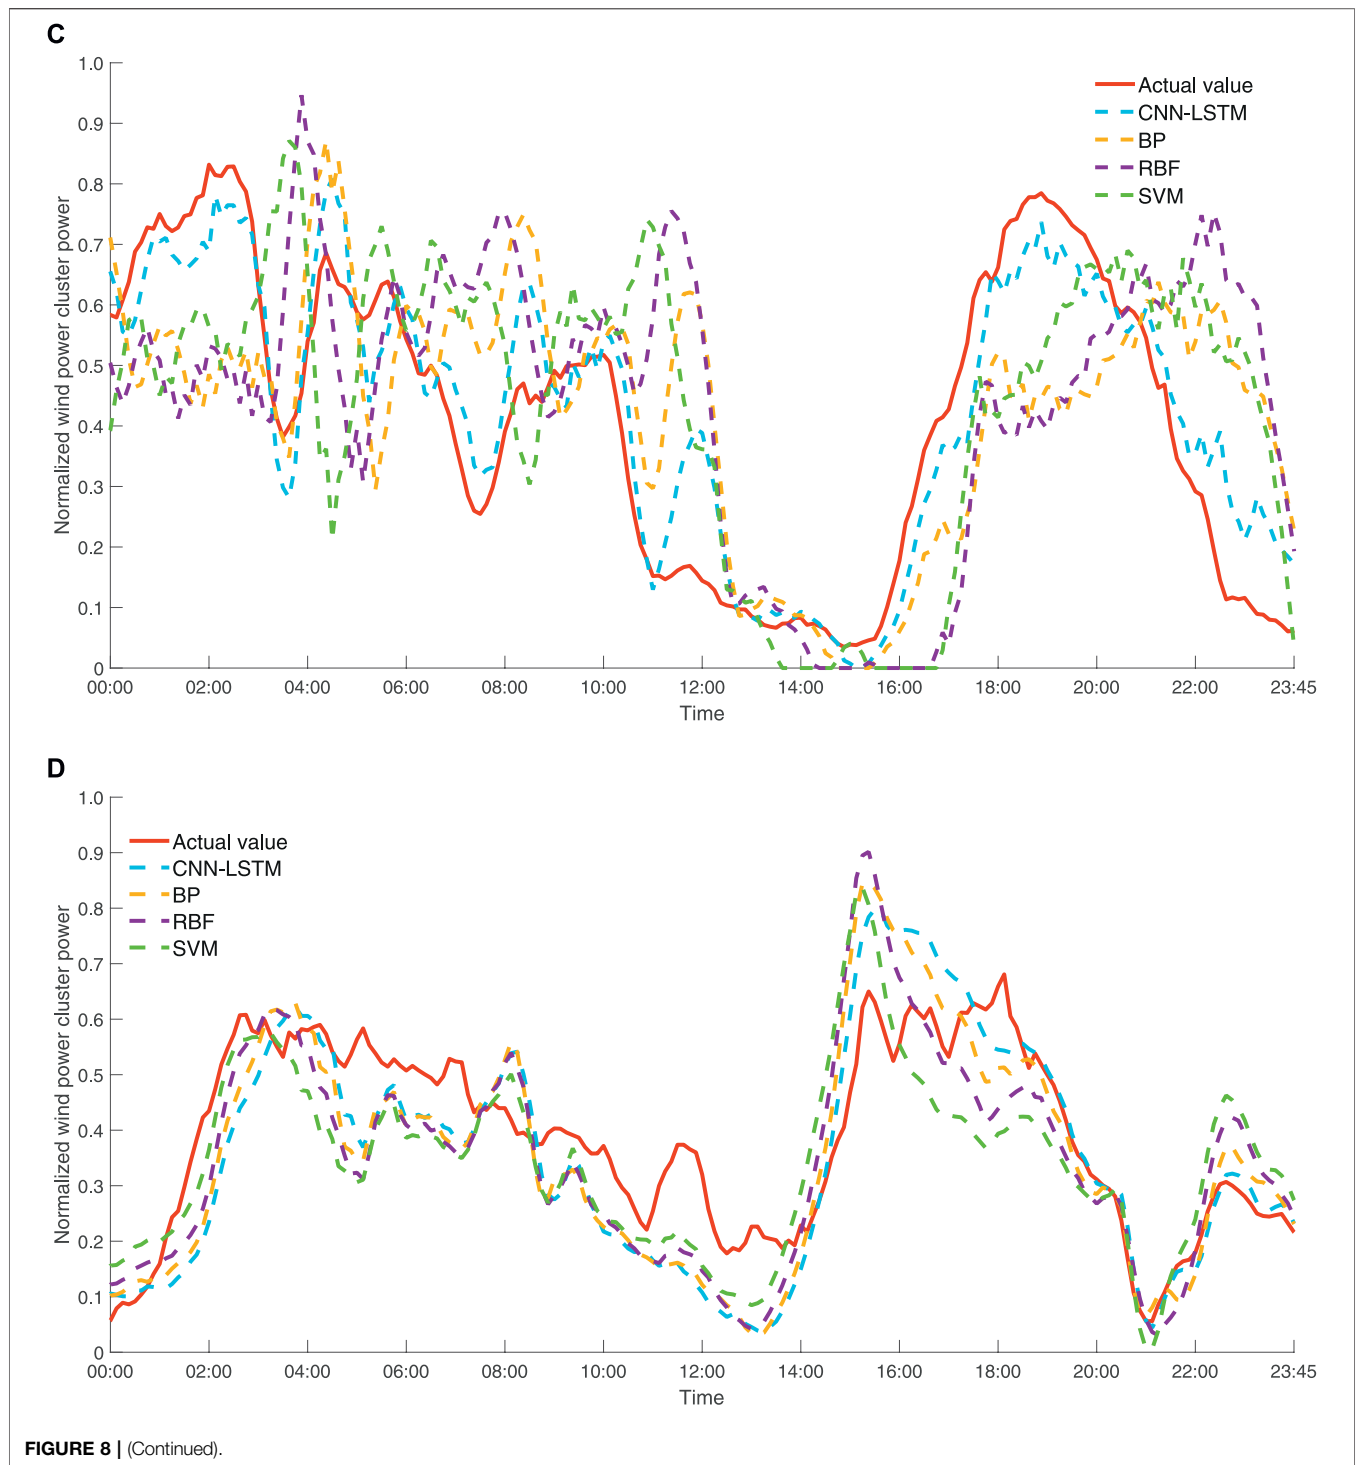 C
1.0
0.9
0.8
0.7
0.6
0.5
0.4
0.3
0.2
0.1
0
Normalized wind power cluster power
Actual value
CNN-LSTM
BP
RBF
SVM
00:00 02:00 04:00 06:00 08:00 10:00 12:00 14:00 16:00 18:00 20:00 22:00 23:45
Time
D
1.0
0.9
0.8
0.7
0.6
0.5
0.4
0.3
0.2
0.1
0
Normalized wind power cluster power
Actual value
CNN-LSTM
BP
RBF
SVM
00:00 02:00 04:00 06:00 08:00 10:00 12:00 14:00 16:00 18:00 20:00 22:00 23:45
Time
FIGURE 8 | (Continued).